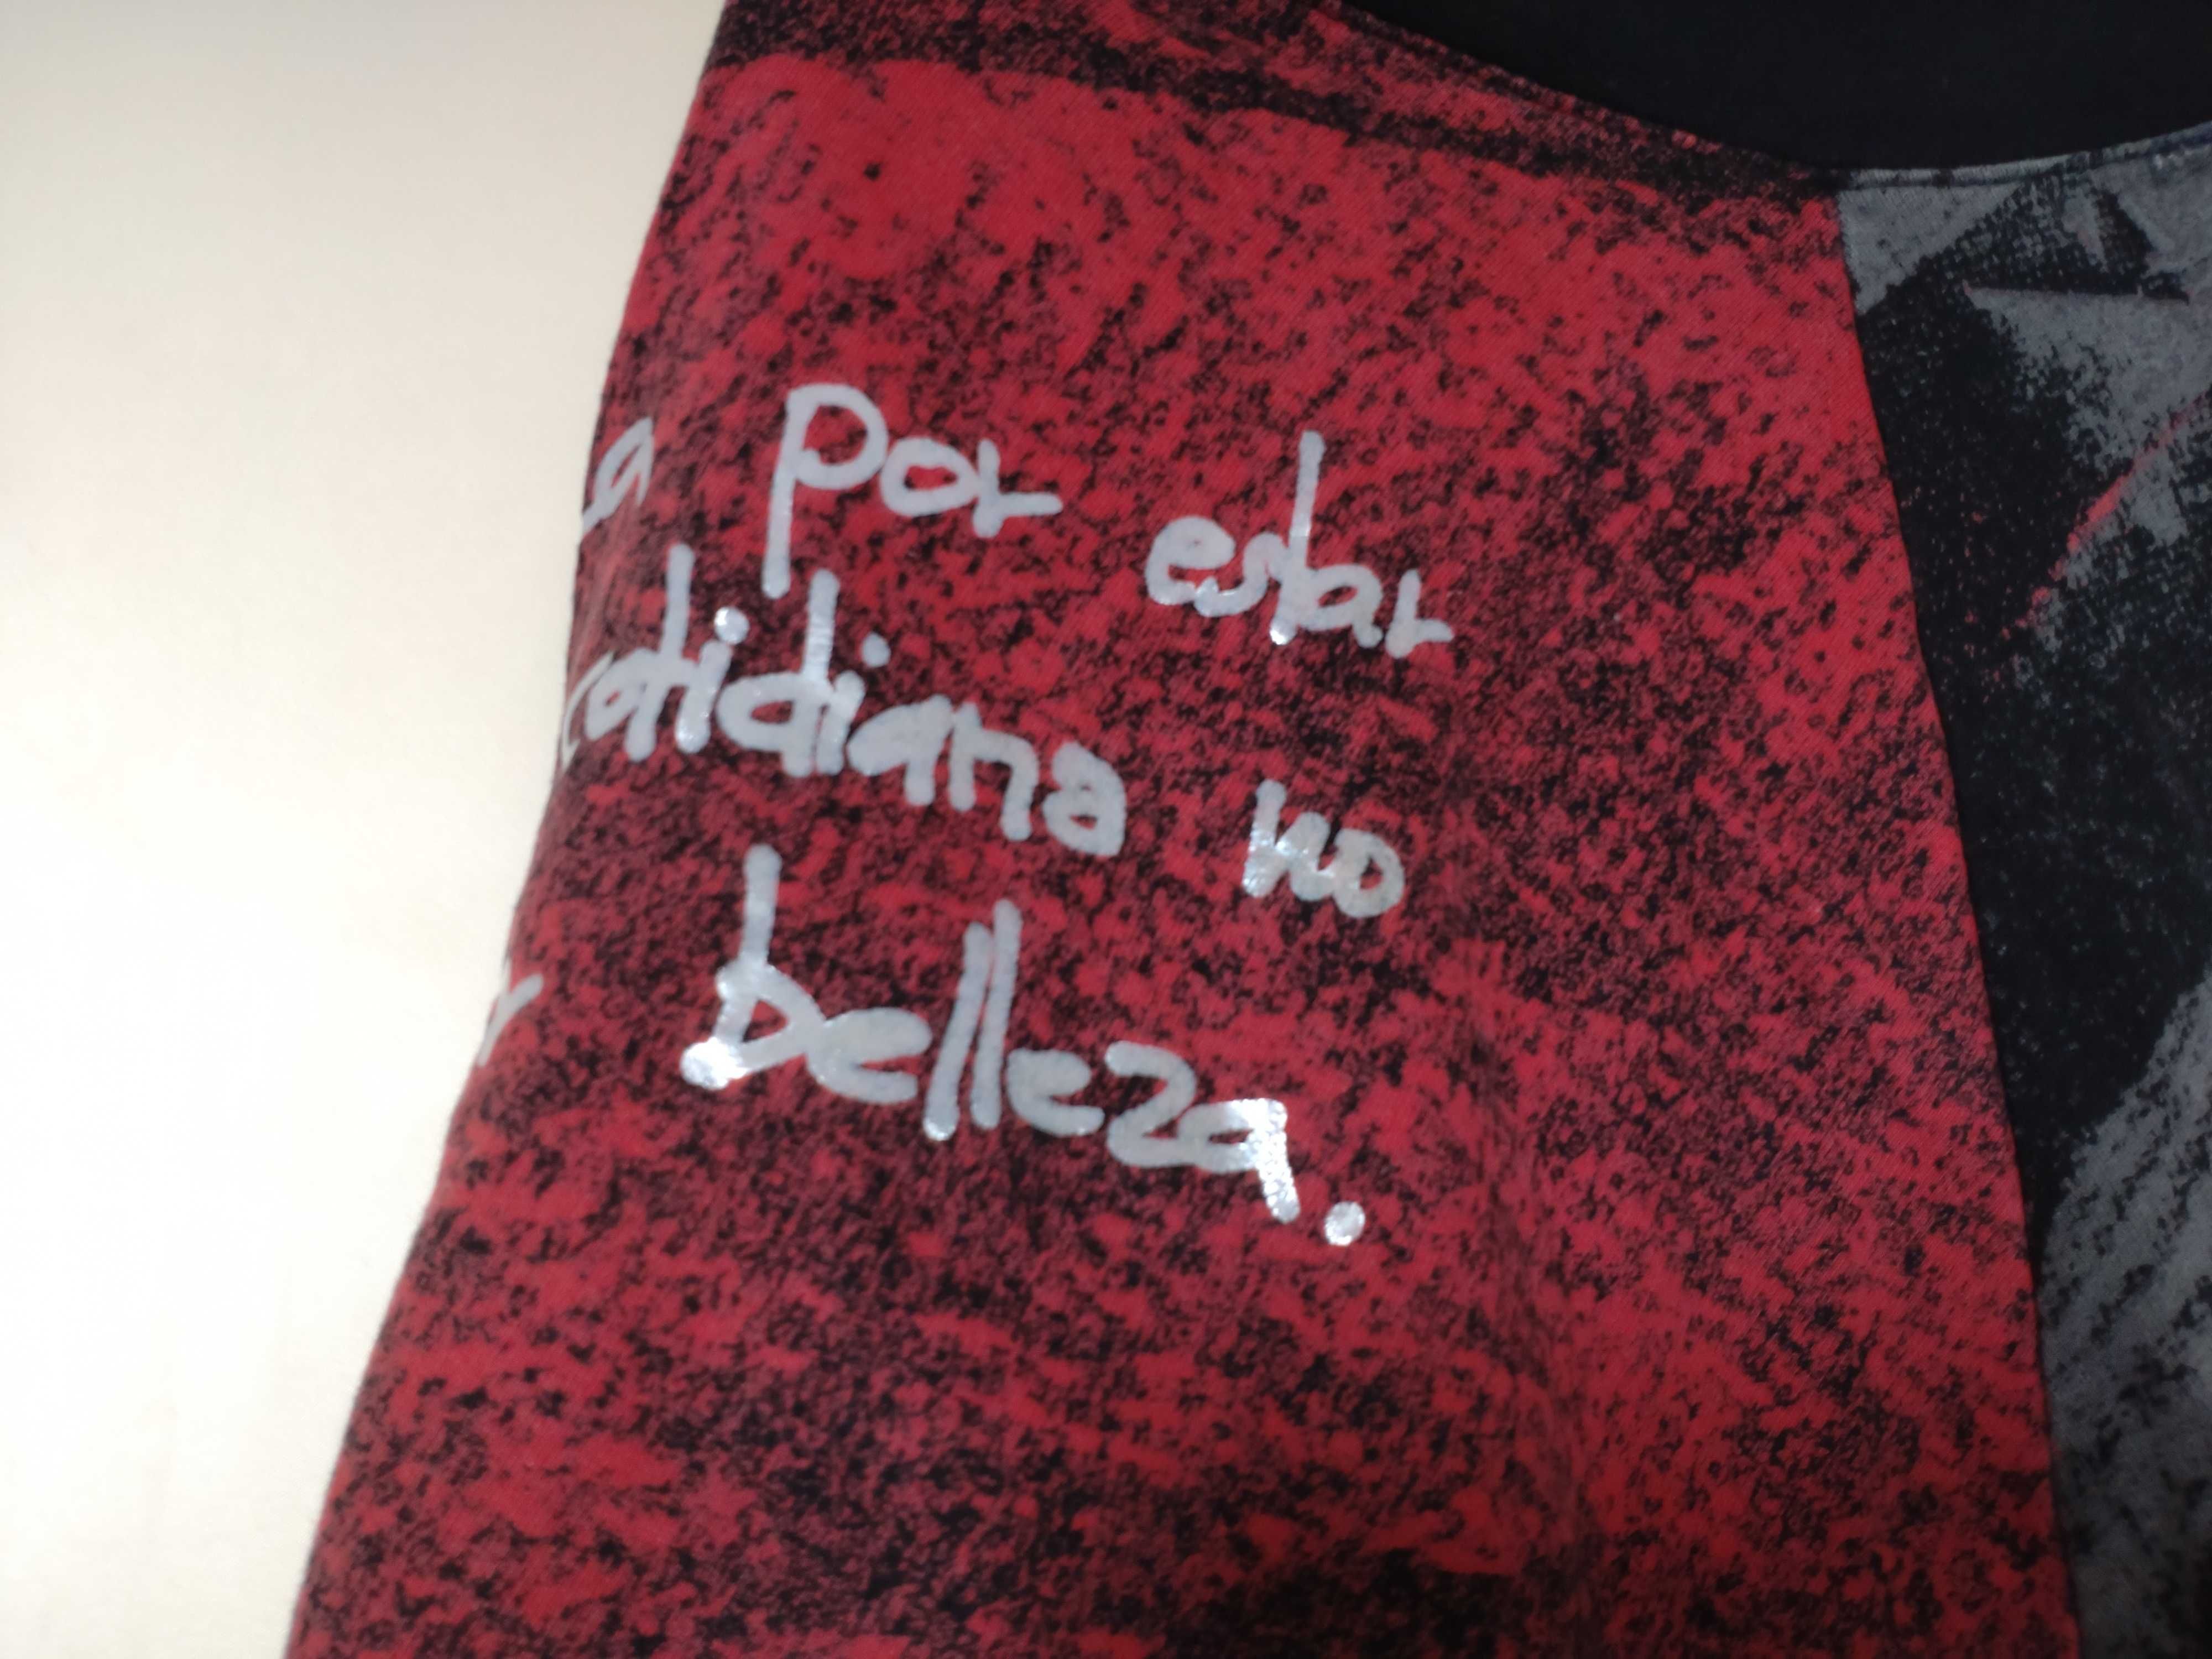 por estar
cotidiana no
belleza.